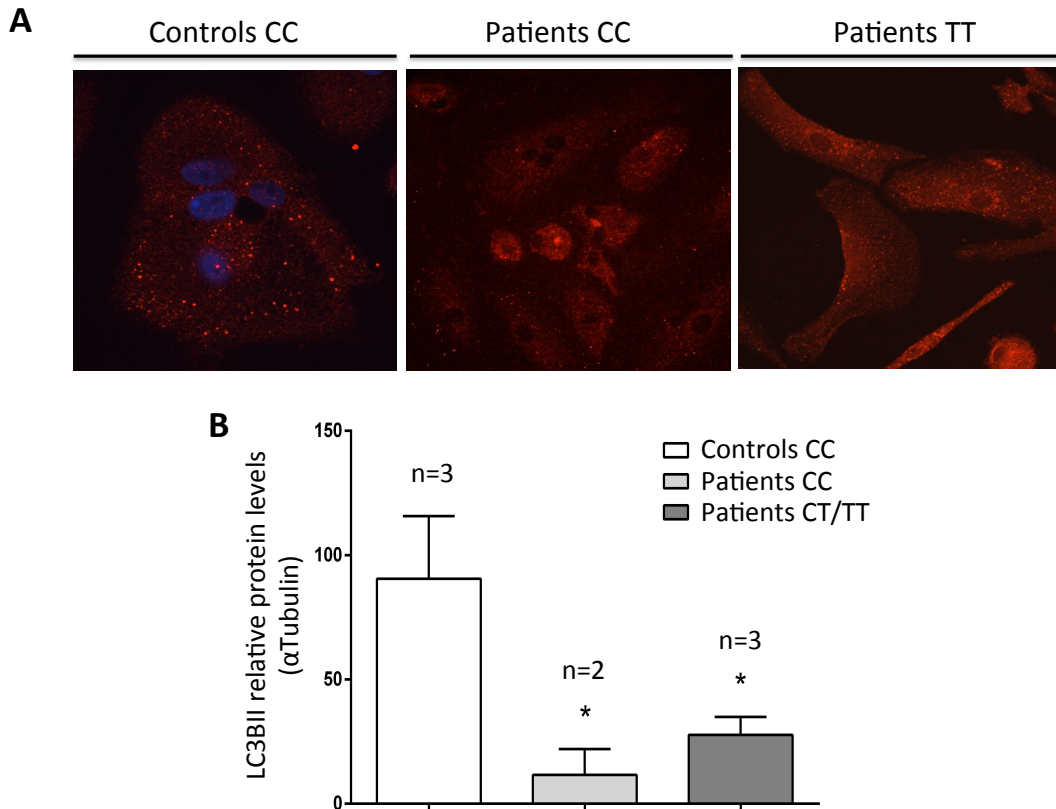 A
Controls CC Patients CC Patients TT
B
LC3BII relative protein levels
(αTubulin)
150
100
50
0
n=3
n=2
*
n=3
*
Controls CC
Patients CC
Patients CT/TT